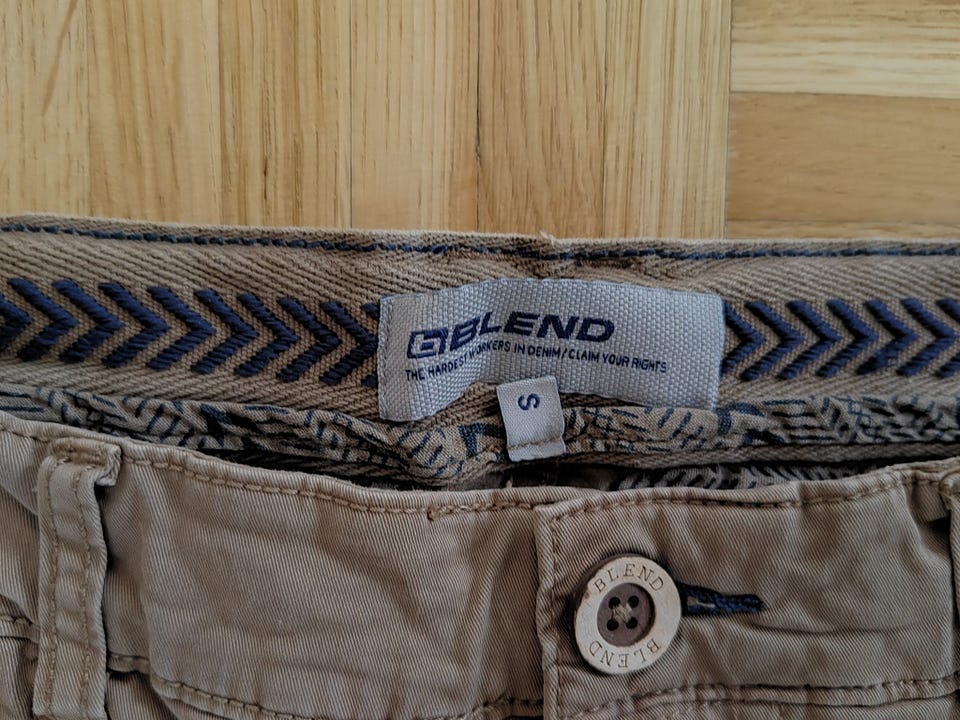 BLEND
THE HARDEST WORKERS IN DENIM/CLAIM YOUR RIGHTS
S
BLEND
BLEND